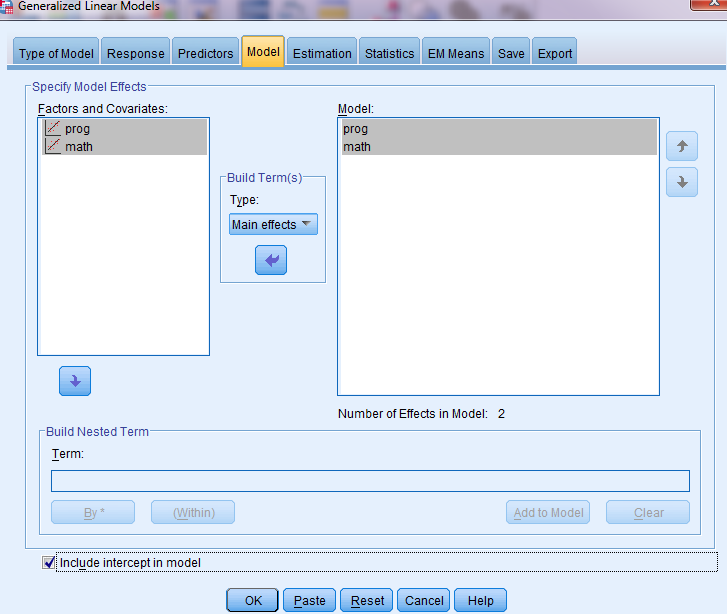 Generalized Linear Models
Type of Model Response Predictors Model Estimation Statistics EM Means Save Export
Specify Model Effects
Factors and Covariates:
prog
math
Build Term(s)
Type:
Main effects
Model:
prog
math
Number of Effects in Model: 2
Build Nested Term
Term:
By *
(Within)
Add to Model
Clear
Include intercept in model
OK Paste Reset Cancel Help